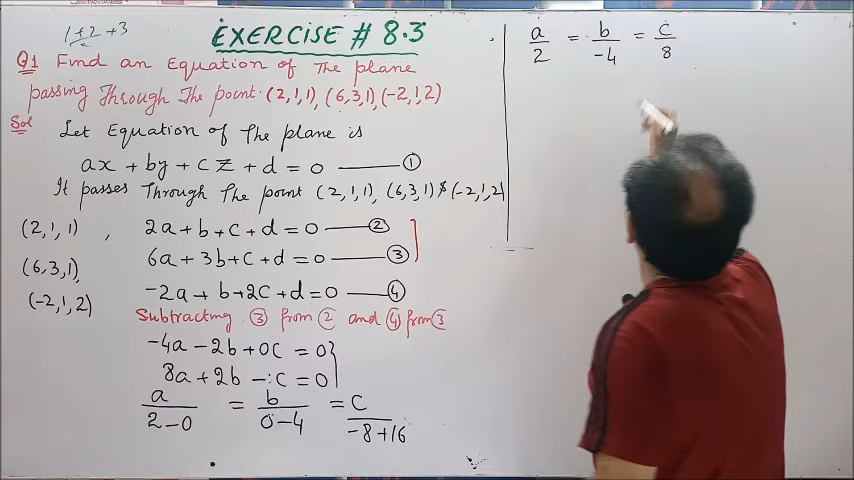 1+2+3
EXERCISE # 8.3
Q1 Find an Equation of The plane
passing Through The point (2,1,1), (6,3,1), (-2,1,2)
Sol Let Equation of The plane is
ax + by + cz + d = 0 ——— ①
It passes Through The point (2,1,1), (6,3,1) & (-2,1,2)
(2,1,1) , 2a + b + c + d = 0 —— ②
(6,3,1), 6a + 3b + c + d = 0 —— ③
(-2,1,2) -2a + b + 2c + d = 0 —— ④
Subtracting ③ from ② and ④ from ③
-4a - 2b + 0c = 0
8a + 2b - c = 0
a/(2-0) = b/(0-4) = c/(-8+16)
a/2 = b/-4 = c/8